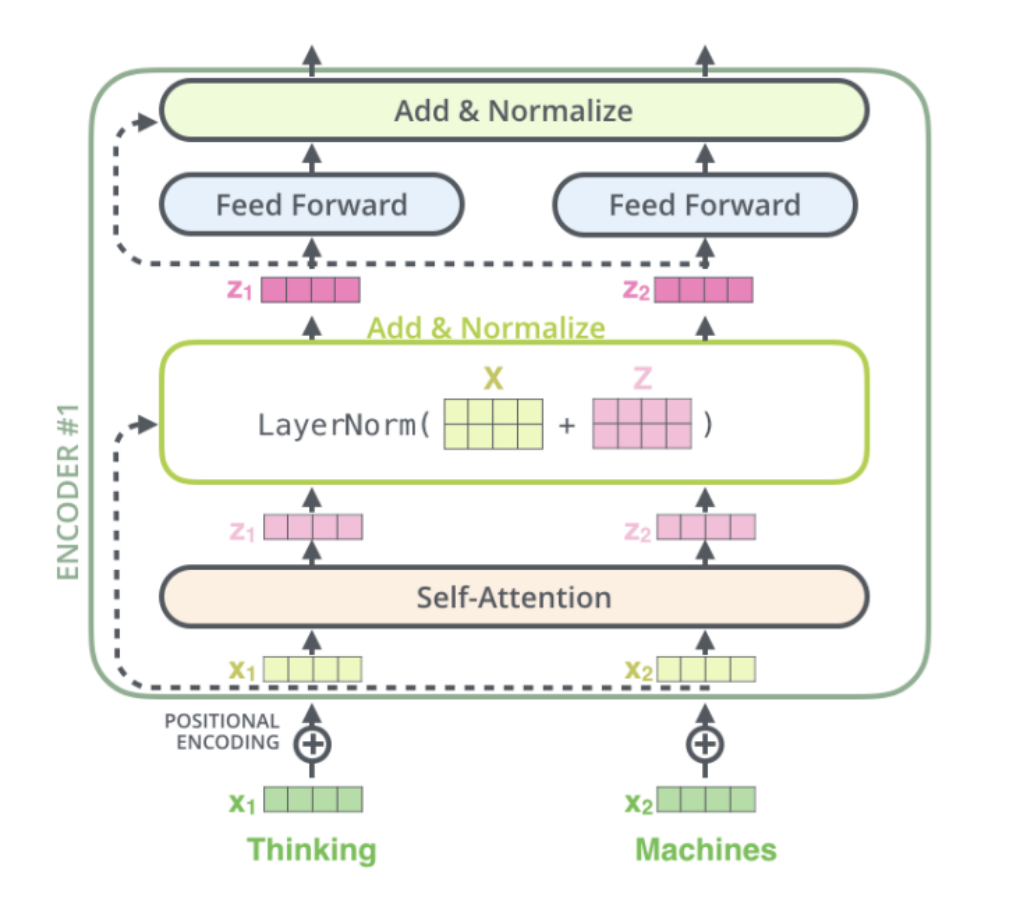 Add & Normalize
Feed Forward Feed Forward
z1 z2
Add & Normalize
X Z
LayerNorm( + )
ENCODER #1
z1 z2
Self-Attention
x1 x2
POSITIONAL
ENCODING
x1 x2
Thinking Machines